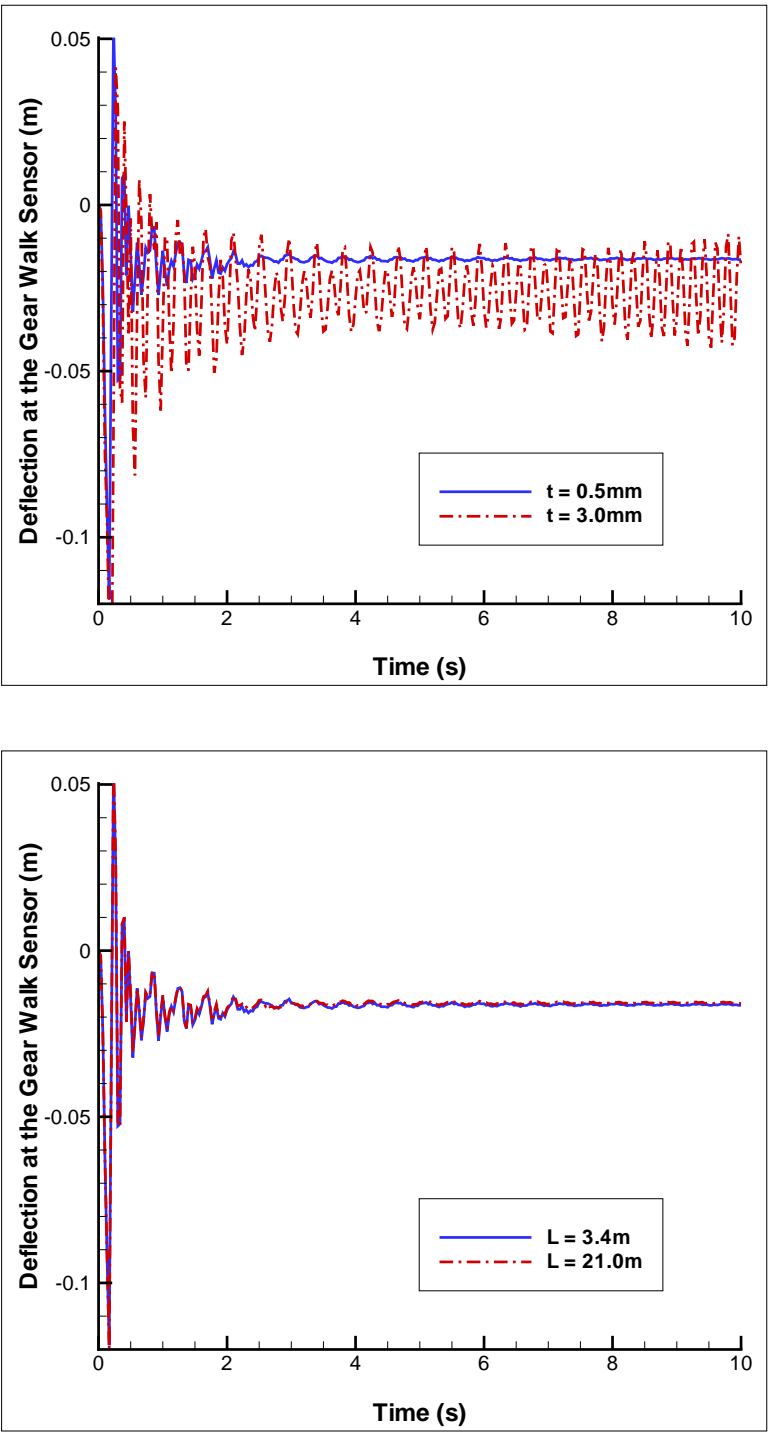 0.05
0
-0.05
-0.1
Deflection at the Gear Walk Sensor (m)
t = 0.5mm
t = 3.0mm
0 2 4 6 8 10
Time (s)
0.05
0
-0.05
-0.1
Deflection at the Gear Walk Sensor (m)
L = 3.4m
L = 21.0m
0 2 4 6 8 10
Time (s)